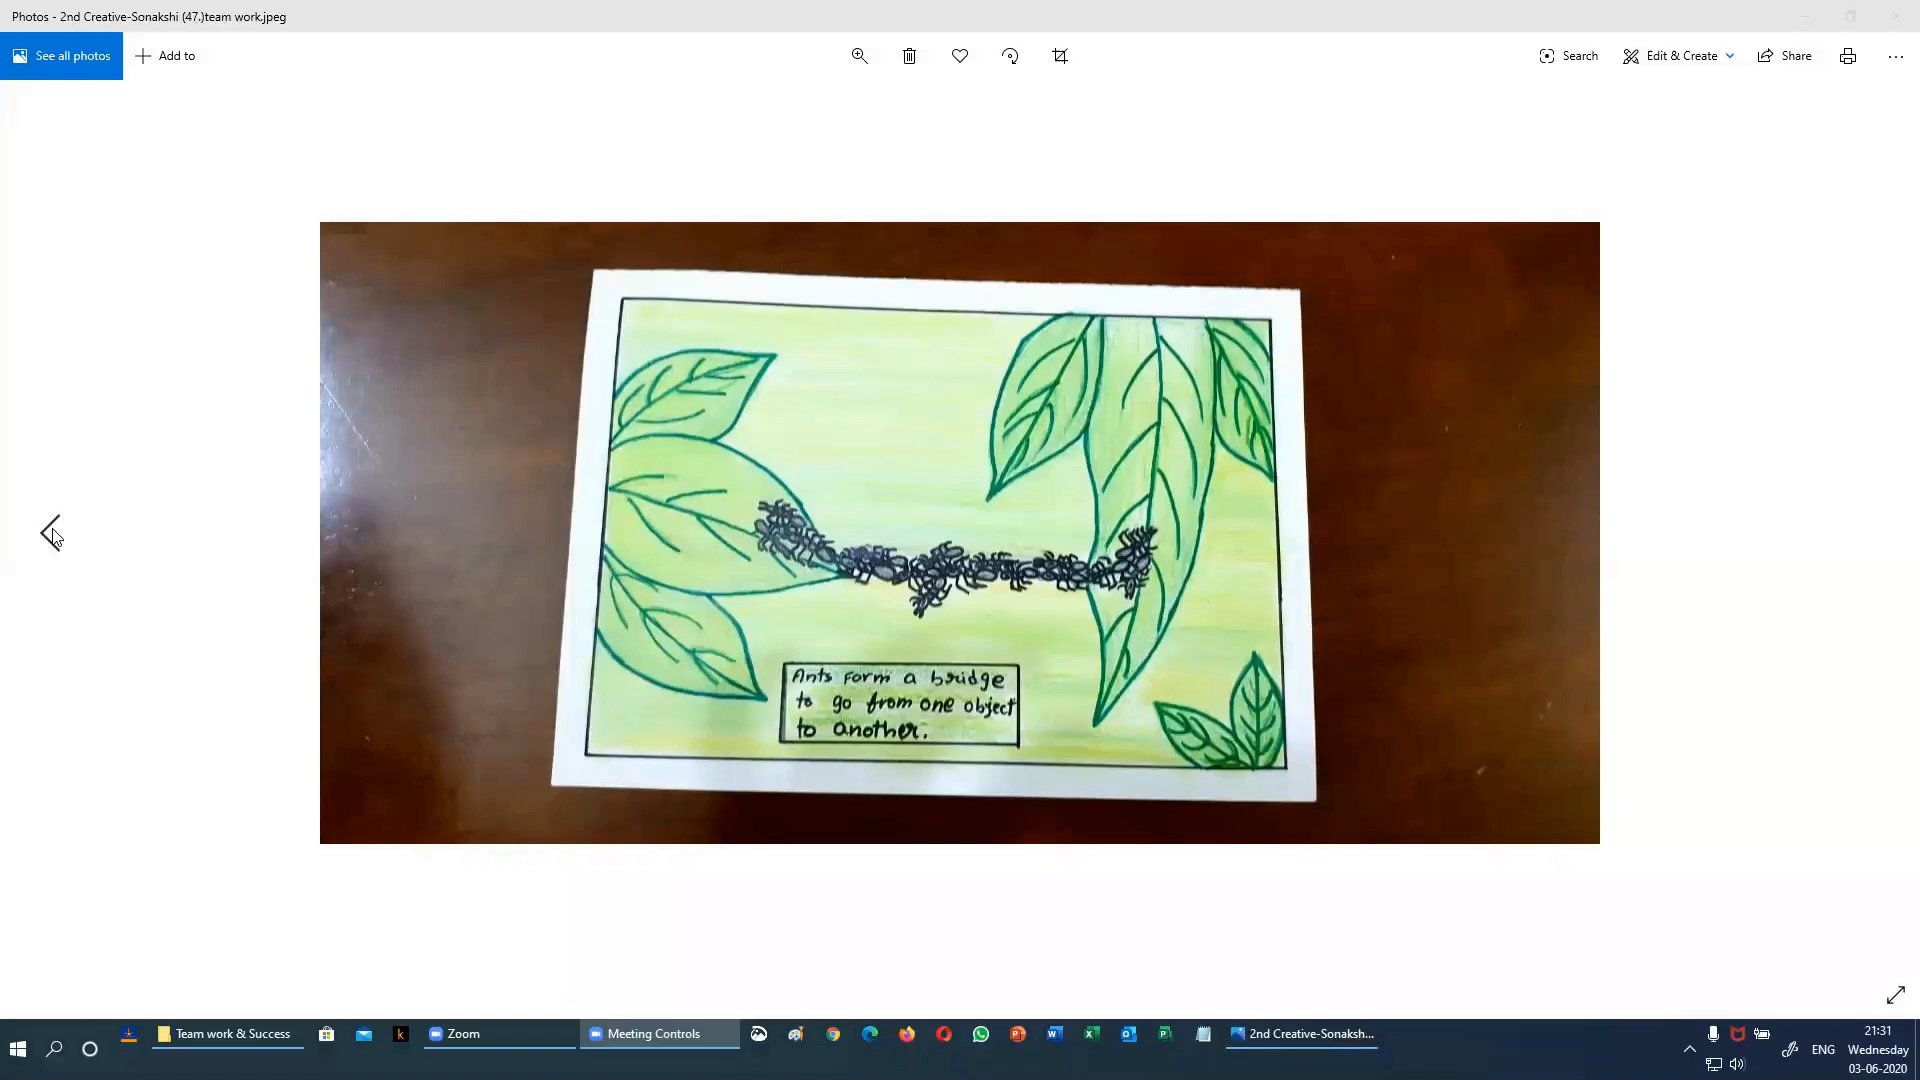 Photos - 2nd Creative-Sonakshi (47.)team work.jpeg
See all photos
Add to
Search
Edit & Create
Share
Ants form a bridge
to go from one object
to another.
Team work & Success
Zoom
Meeting Controls
2nd Creative-Sonaksh...
21:31
ENG
Wednesday
03-06-2020